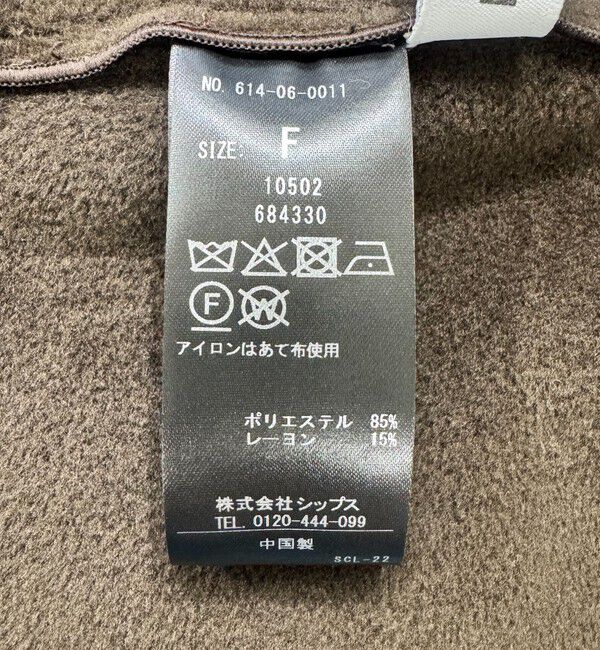 NO. 614-06-0011
SIZE: F
10502
684330
F W
アイロンはあて布使用
ポリエステル 85%
レーヨン 15%
株式会社シップス
TEL. 0120-444-099
中国製
SCL-22